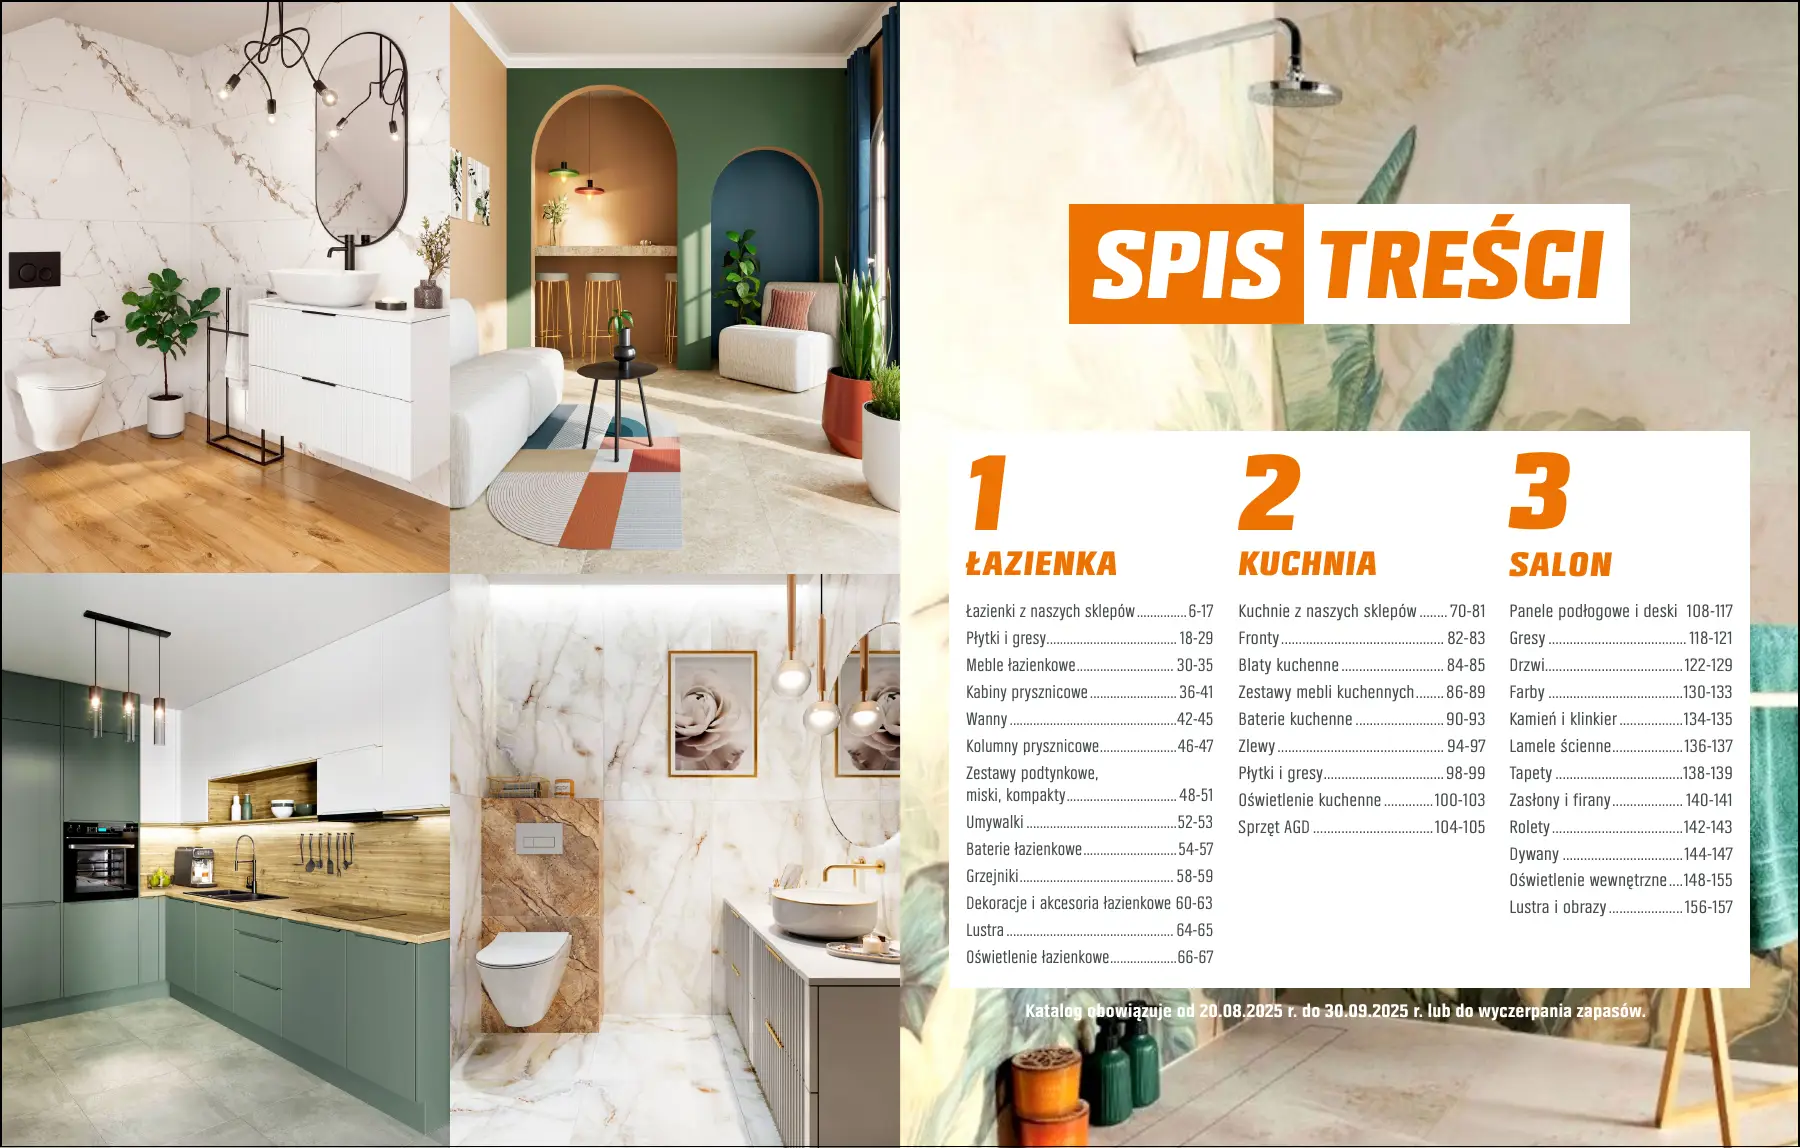 SPIS TREŚCI
1
ŁAZIENKA
Łazienki z naszych sklepów..............6-17
Płytki i gresy.................................... 18-29
Meble łazienkowe........................... 30-35
Kabiny prysznicowe........................ 36-41
Wanny..............................................42-45
Kolumny prysznicowe.....................46-47
Zestawy podtynkowe,
miski, kompakty.............................. 48-51
Umywalki.........................................52-53
Baterie łazienkowe..........................54-57
Grzejniki........................................... 58-59
Dekoracje i akcesoria łazienkowe 60-63
Lustra.............................................. 64-65
Oświetlenie łazienkowe...................66-67
2
KUCHNIA
Kuchnie z naszych sklepów........70-81
Fronty............................................. 82-83
Blaty kuchenne............................ 84-85
Zestawy mebli kuchennych........86-89
Baterie kuchenne........................ 90-93
Zlewy.............................................. 94-97
Płytki i gresy.................................98-99
Oświetlenie kuchenne..............100-103
Sprzęt AGD.................................104-105
3
SALON
Panele podłogowe i deski 108-117
Gresy......................................118-121
Drzwi......................................122-129
Farby.....................................130-133
Kamień i klinkier..................134-135
Lamele ścienne....................136-137
Tapety...................................138-139
Zasłony i firany.................... 140-141
Rolety....................................142-143
Dywany.................................144-147
Oświetlenie wewnętrzne....148-155
Lustra i obrazy.....................156-157
Katalog obowiązuje od 20.08.2025 r. do 30.09.2025 r. lub do wyczerpania zapasów.